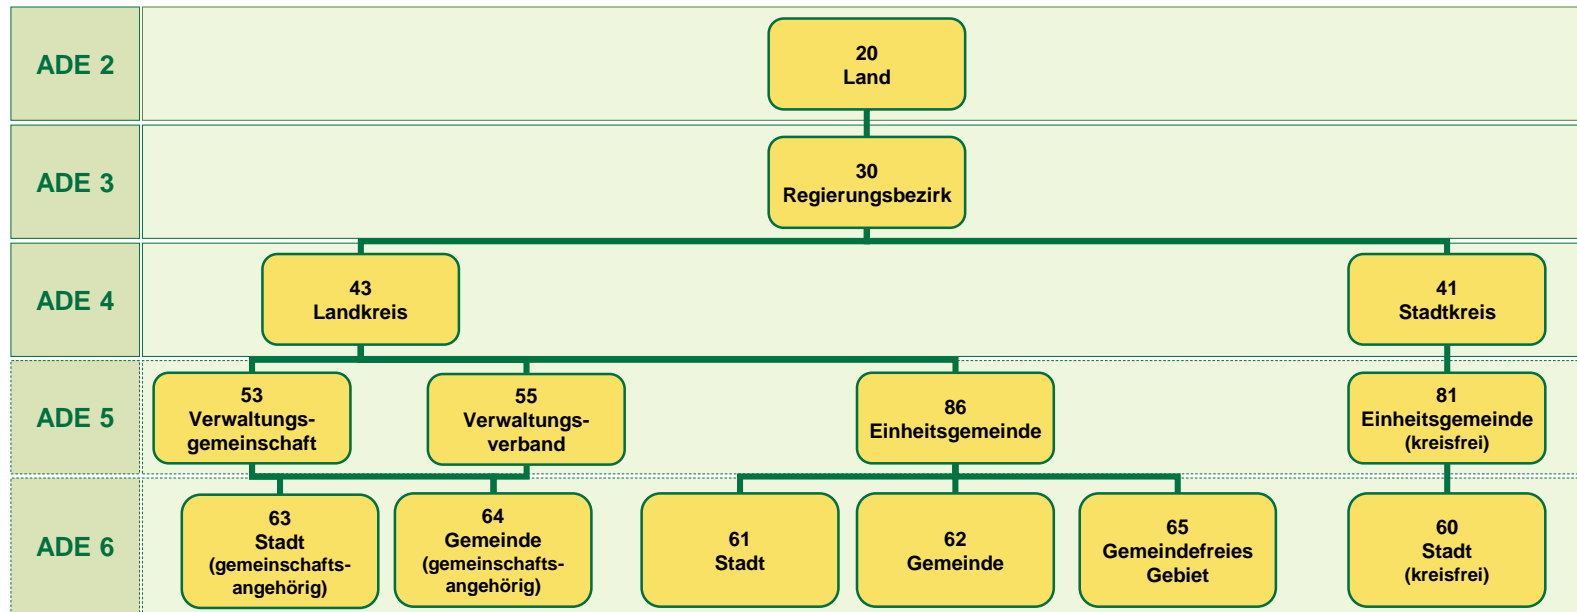 ADE 2
20
Land
ADE 3
30
Regierungsbezirk
ADE 4
43
Landkreis
41
Stadtkreis
ADE 5
53
Verwaltungs-
gemeinschaft
55
Verwaltungs-
verband
86
Einheitsgemeinde
81
Einheitsgemeinde
(kreisfrei)
ADE 6
63
Stadt
(gemeinschafts-
angehörig)
64
Gemeinde
(gemeinschafts-
angehörig)
61
Stadt
62
Gemeinde
65
Gemeindefreies
Gebiet
60
Stadt
(kreisfrei)